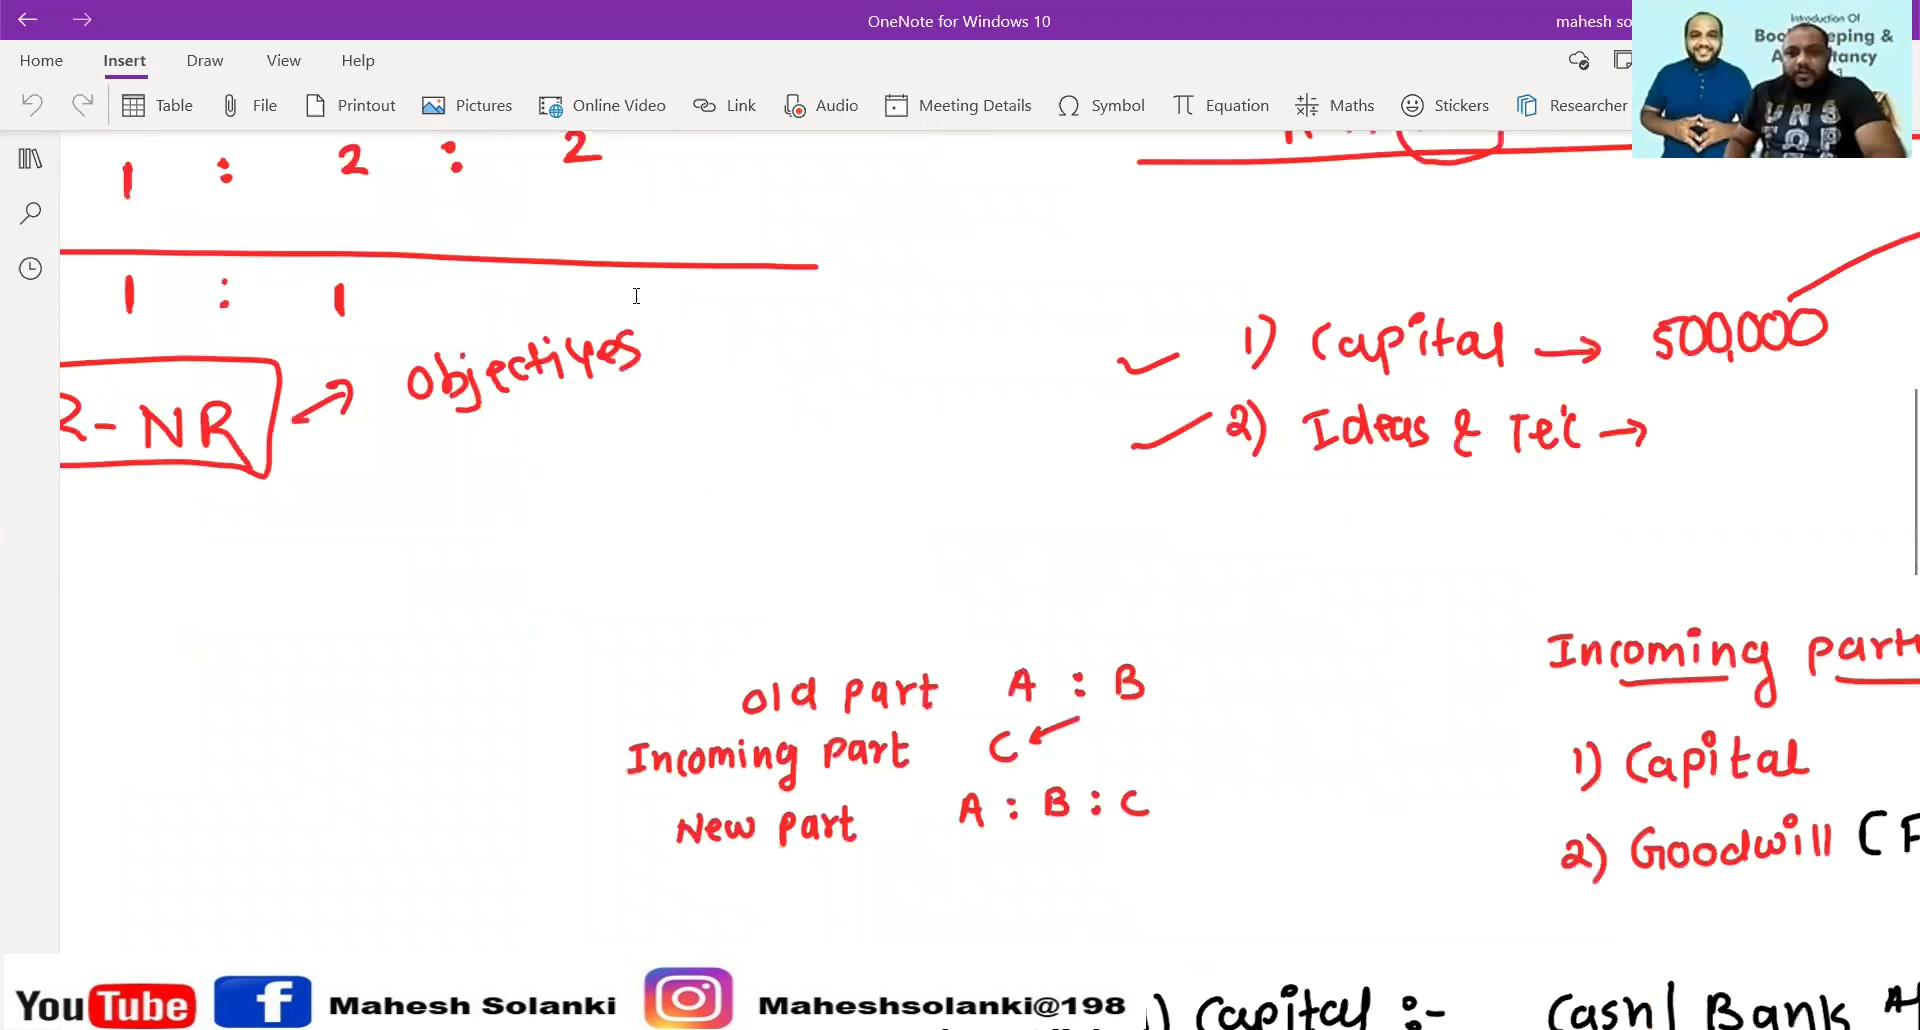 OneNote for Windows 10
mahesh so
Home Insert Draw View Help
Table File Printout Pictures Online Video Link Audio Meeting Details Symbol Equation Maths Stickers Researcher
Introduction Of
1 : 2 : 2
1 : 1
R-NR → Objectives
1) Capital → 500,000
2) Ideas & Tec →
Old part A : B
Incoming part C
New part A : B : C
Incoming part
1) Capital
2) Goodwill (F
YouTube f Mahesh Solanki Maheshsolanki@198
) Capital :- Cash/ Bank A/